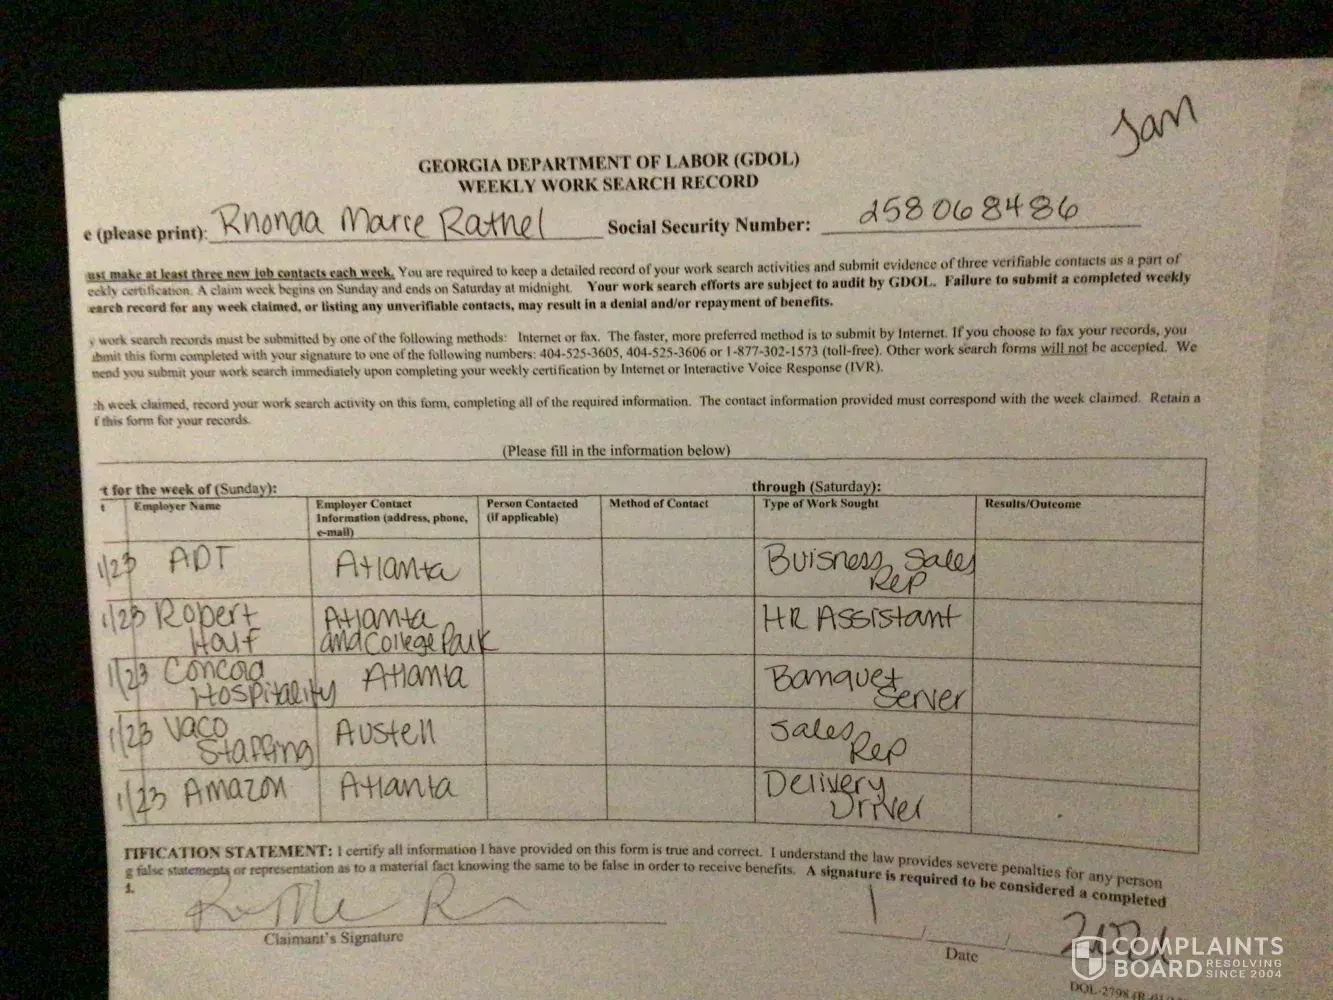 Jan
GEORGIA DEPARTMENT OF LABOR (GDOL)
WEEKLY WORK SEARCH RECORD
e (please print): Rhonda Marie Rathel Social Security Number: [redacted]
ust make at least three new job contacts each week. You are required to keep a detailed record of your work search activities and submit evidence of three verifiable contacts as a part of
eekly certification. A claim week begins on Sunday and ends on Saturday at midnight. Your work search efforts are subject to audit by GDOL. Failure to submit a completed weekly
earch record for any week claimed, or listing any unverifiable contacts, may result in a denial and/or repayment of benefits.
y work search records must be submitted by one of the following methods: Internet or fax. The faster, more preferred method is to submit by Internet. If you choose to fax your records, you
ubmit this form completed with your signature to one of the following numbers: 404-525-3605, 404-525-3606 or 1-877-302-1573 (toll-free). Other work search forms will not be accepted. We
mend you submit your work search immediately upon completing your weekly certification by Internet or Interactive Voice Response (IVR).
ch week claimed, record your work search activity on this form, completing all of the required information. The contact information provided must correspond with the week claimed. Retain a
f this form for your records.
(Please fill in the information below)
t for the week of (Sunday): through (Saturday):
t Employer Name Employer Contact Person Contacted Method of Contact Type of Work Sought Results/Outcome
Information (address, phone, (if applicable)
e-mail)
1/23 ADT Atlanta Buisness Sales
Rep
1/23 Robert Atlanta HR Assistant
Half and College Park
1/23 Concord Atlanta Banquet
Hospitality Server
1/23 Vaco Austell Sales
Staffing Rep
1/23 Amazon Atlanta Delivery
Driver
TIFICATION STATEMENT: I certify all information I have provided on this form is true and correct. I understand the law provides severe penalties for any person
g false statements or representation as to a material fact knowing the same to be false in order to receive benefits. A signature is required to be considered a completed
d.
Claimant's Signature
1 / /
Date
COMPLAINTS
BOARD RESOLVING
SINCE 2004
DOL-2798